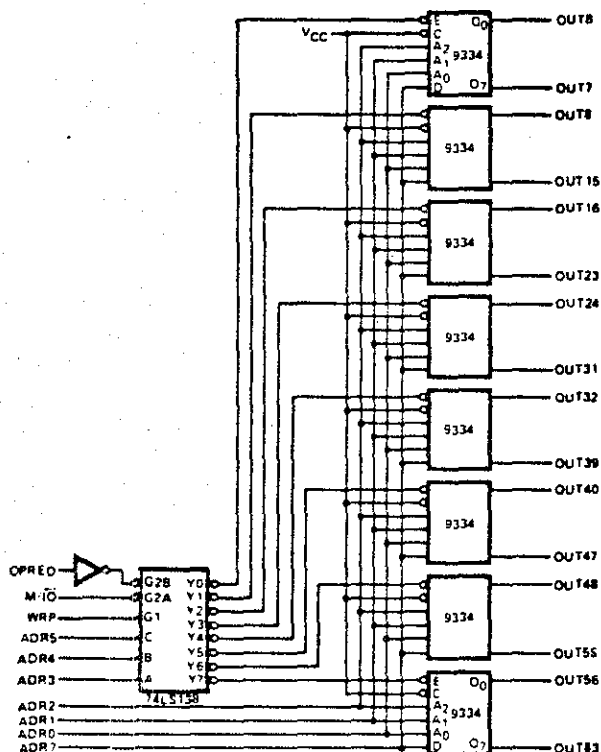 OUT8
VCC
E
O0
C
A2
9334
A1
A0
D
O7
OUT7
OUT8
9334
OUT15
OUT16
9334
OUT23
OUT24
9334
OUT31
OUT32
9334
OUT39
OUT40
9334
OUT47
OPREQ
G2B
Y0
OUT48
M·IO
G2A
Y1
WRP
G1
Y2
9334
ADR5
C
Y3
Y4
ADR4
B
Y5
Y6
OUT55
ADR3
A
Y7
E
O0
OUT56
74LS138
C
ADR2
A2
9334
ADR1
A1
ADR0
A0
ADR7
D
O7
OUT63